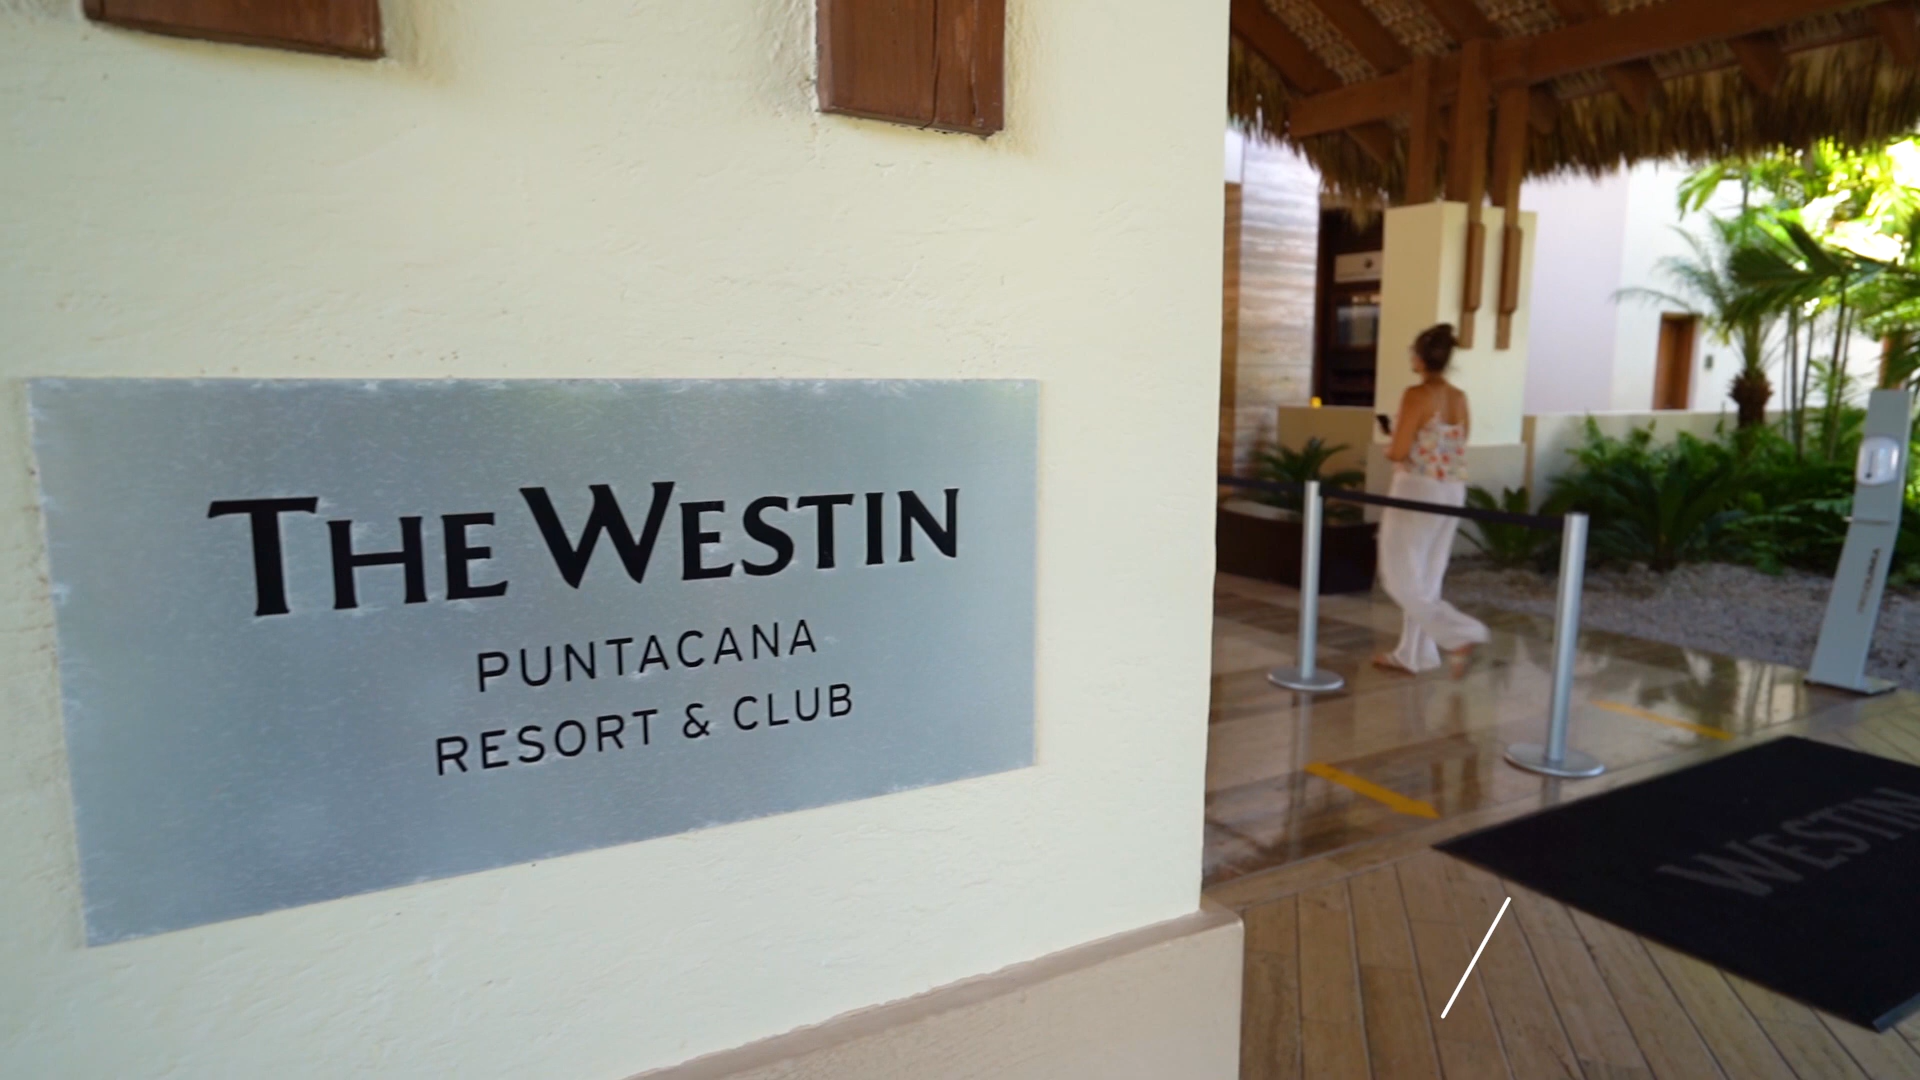 THE WESTIN
PUNTACANA
RESORT & CLUB
WESTIN